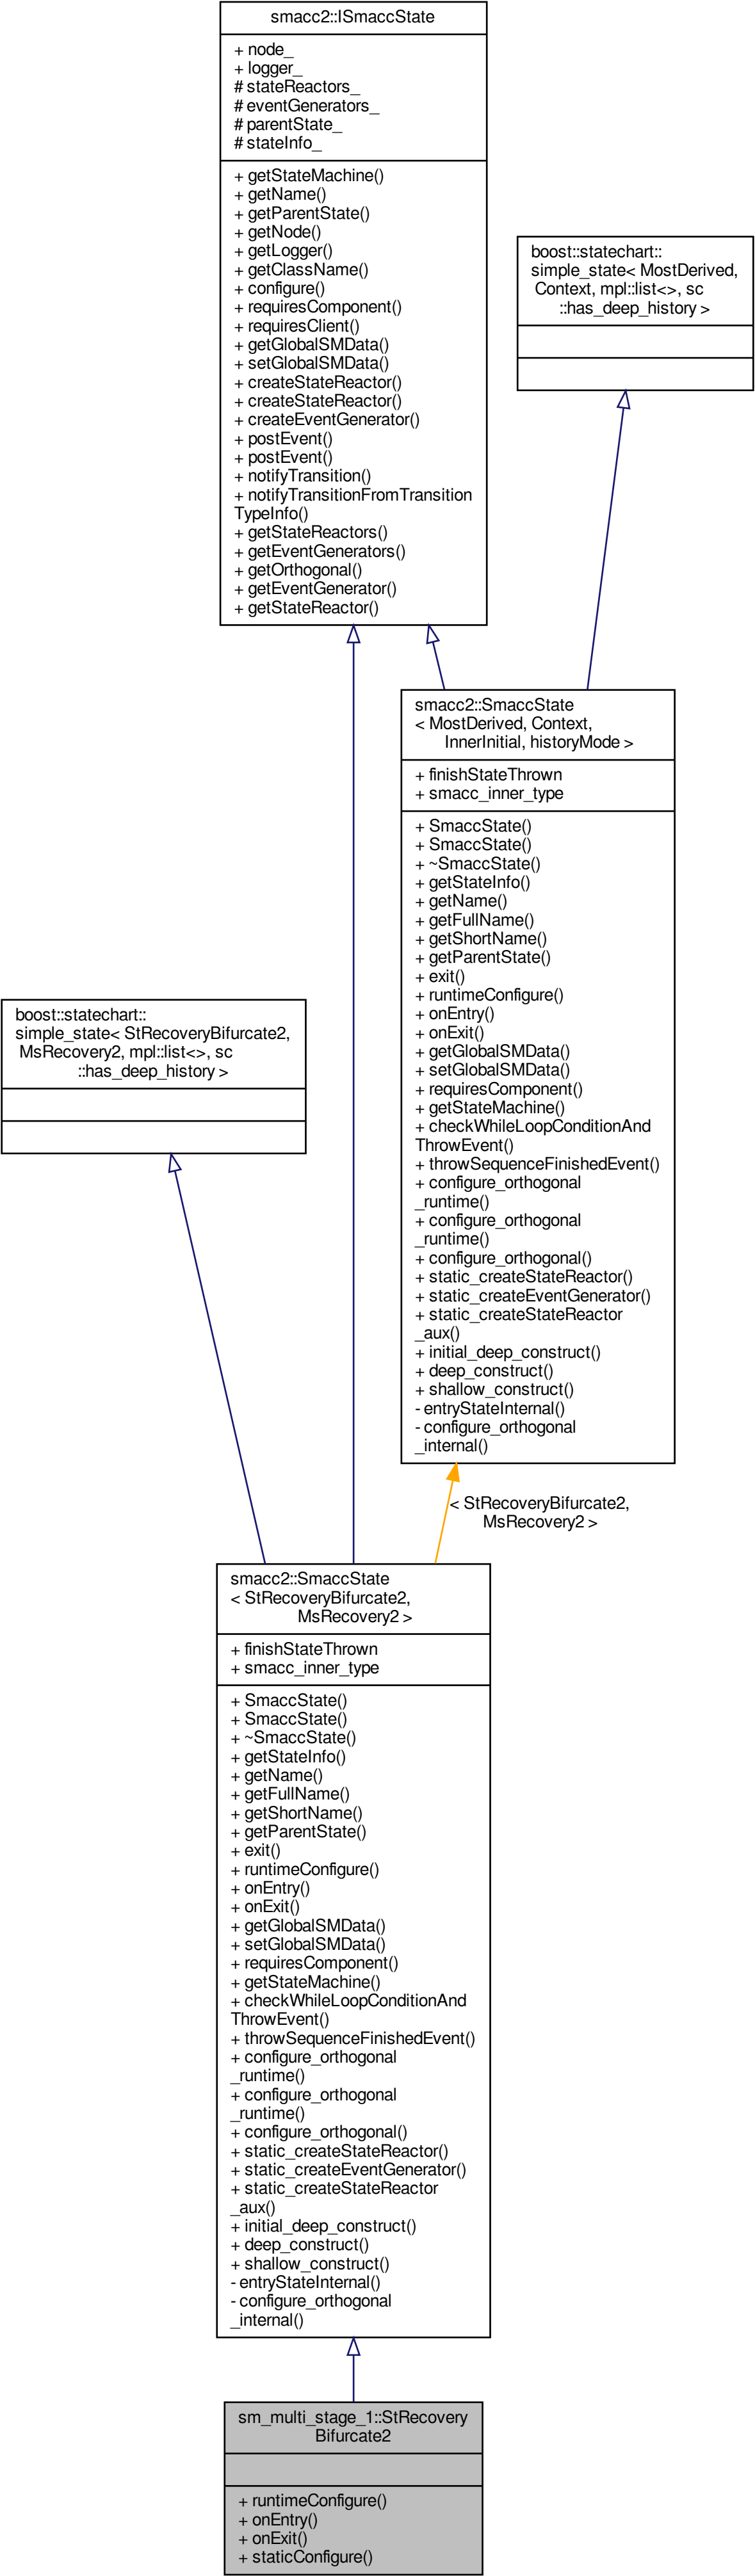 smacc2::ISmaccState
+ node_
+ logger_
# stateReactors_
# eventGenerators_
# parentState_
# stateInfo_
+ getStateMachine()
+ getName()
+ getParentState()
+ getNode()
+ getLogger()
+ getClassName()
+ configure()
+ requiresComponent()
+ requiresClient()
+ getGlobalSMData()
+ setGlobalSMData()
+ createStateReactor()
+ createStateReactor()
+ createEventGenerator()
+ postEvent()
+ postEvent()
+ notifyTransition()
+ notifyTransitionFromTransition
TypeInfo()
+ getStateReactors()
+ getEventGenerators()
+ getOrthogonal()
+ getEventGenerator()
+ getStateReactor()
boost::statechart::
simple_state< MostDerived,
Context, mpl::list<>, sc
::has_deep_history >
smacc2::SmaccState
< MostDerived, Context,
InnerInitial, historyMode >
+ finishStateThrown
+ smacc_inner_type
+ SmaccState()
+ SmaccState()
+ ~SmaccState()
+ getStateInfo()
+ getName()
+ getFullName()
+ getShortName()
+ getParentState()
+ exit()
+ runtimeConfigure()
+ onEntry()
+ onExit()
+ getGlobalSMData()
+ setGlobalSMData()
+ requiresComponent()
+ getStateMachine()
+ checkWhileLoopConditionAnd
ThrowEvent()
+ throwSequenceFinishedEvent()
+ configure_orthogonal
_runtime()
+ configure_orthogonal
_runtime()
+ configure_orthogonal()
+ static_createStateReactor()
+ static_createEventGenerator()
+ static_createStateReactor
_aux()
+ initial_deep_construct()
+ deep_construct()
+ shallow_construct()
- entryStateInternal()
- configure_orthogonal
_internal()
boost::statechart::
simple_state< StRecoveryBifurcate2,
MsRecovery2, mpl::list<>, sc
::has_deep_history >
< StRecoveryBifurcate2,
MsRecovery2 >
smacc2::SmaccState
< StRecoveryBifurcate2,
MsRecovery2 >
+ finishStateThrown
+ smacc_inner_type
+ SmaccState()
+ SmaccState()
+ ~SmaccState()
+ getStateInfo()
+ getName()
+ getFullName()
+ getShortName()
+ getParentState()
+ exit()
+ runtimeConfigure()
+ onEntry()
+ onExit()
+ getGlobalSMData()
+ setGlobalSMData()
+ requiresComponent()
+ getStateMachine()
+ checkWhileLoopConditionAnd
ThrowEvent()
+ throwSequenceFinishedEvent()
+ configure_orthogonal
_runtime()
+ configure_orthogonal
_runtime()
+ configure_orthogonal()
+ static_createStateReactor()
+ static_createEventGenerator()
+ static_createStateReactor
_aux()
+ initial_deep_construct()
+ deep_construct()
+ shallow_construct()
- entryStateInternal()
- configure_orthogonal
_internal()
sm_multi_stage_1::StRecovery
Bifurcate2
+ runtimeConfigure()
+ onEntry()
+ onExit()
+ staticConfigure()